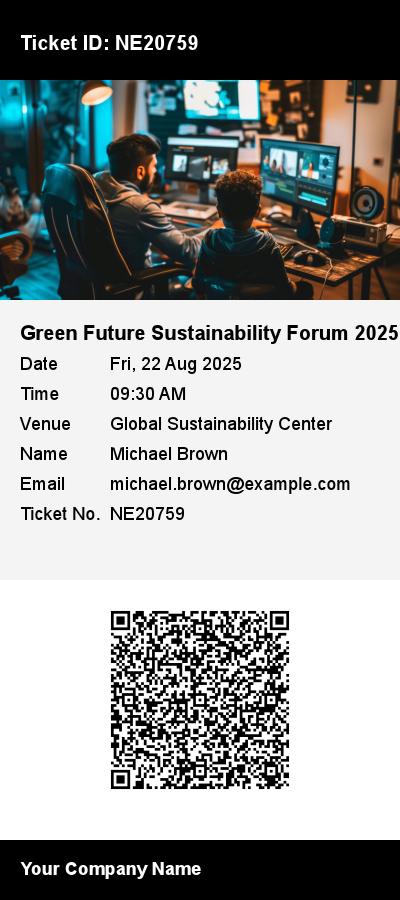 Ticket ID: NE20759
Green Future Sustainability Forum 2025
Date Fri, 22 Aug 2025
Time 09:30 AM
Venue Global Sustainability Center
Name Michael Brown
Email michael.brown@example.com
Ticket No. NE20759
Your Company Name